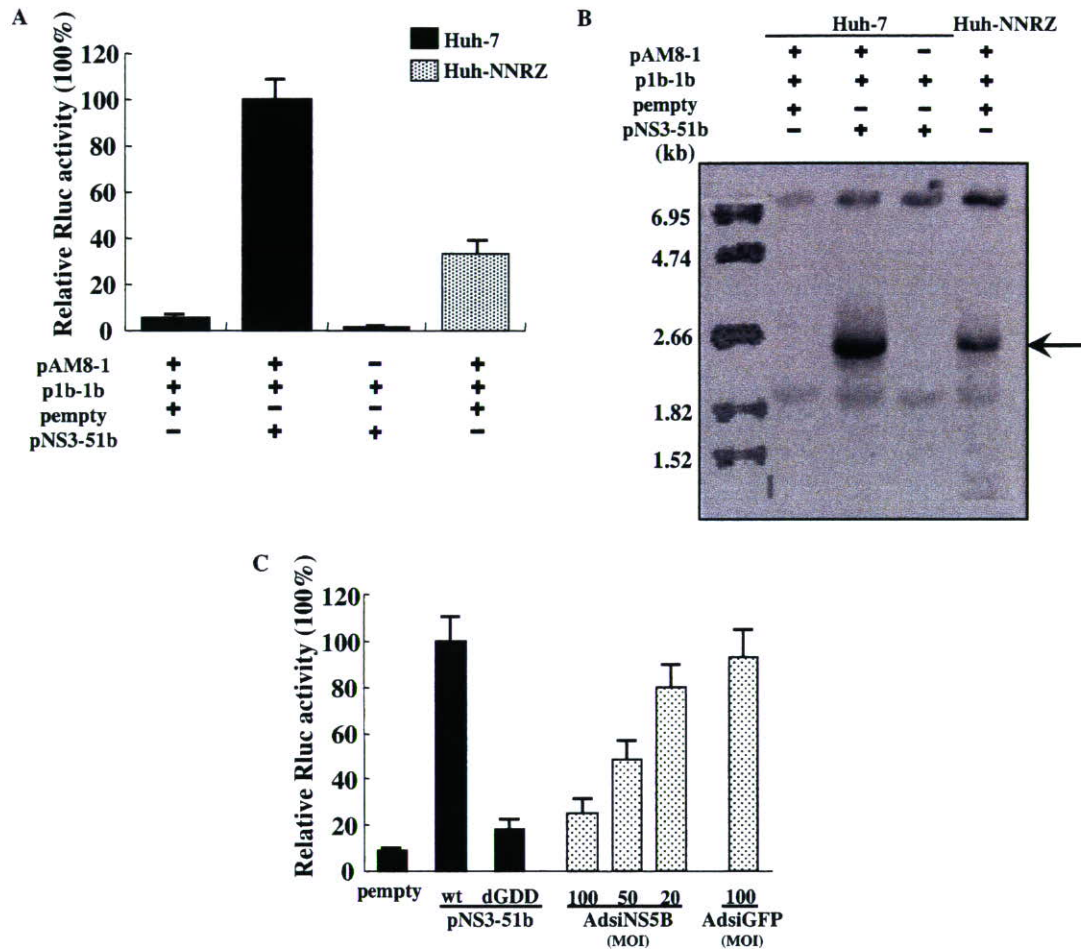 A
Relative Rluc activity (100%)
120
100
80
60
40
20
0
Huh-7
Huh-NNRZ
pAM8-1 + + − +
p1b-1b + + + +
pempty + − − +
pNS3-51b − + + −
B
Huh-7 Huh-NNRZ
pAM8-1 + + − +
p1b-1b + + + +
pempty + − − +
pNS3-51b − + + −
(kb)
6.95
4.74
2.66
1.82
1.52
C
Relative Rluc activity (100%)
120
100
80
60
40
20
0
pempty wt dGDD 100 50 20 100
pNS3-51b AdsiNS5B AdsiGFP
(MOI) (MOI)